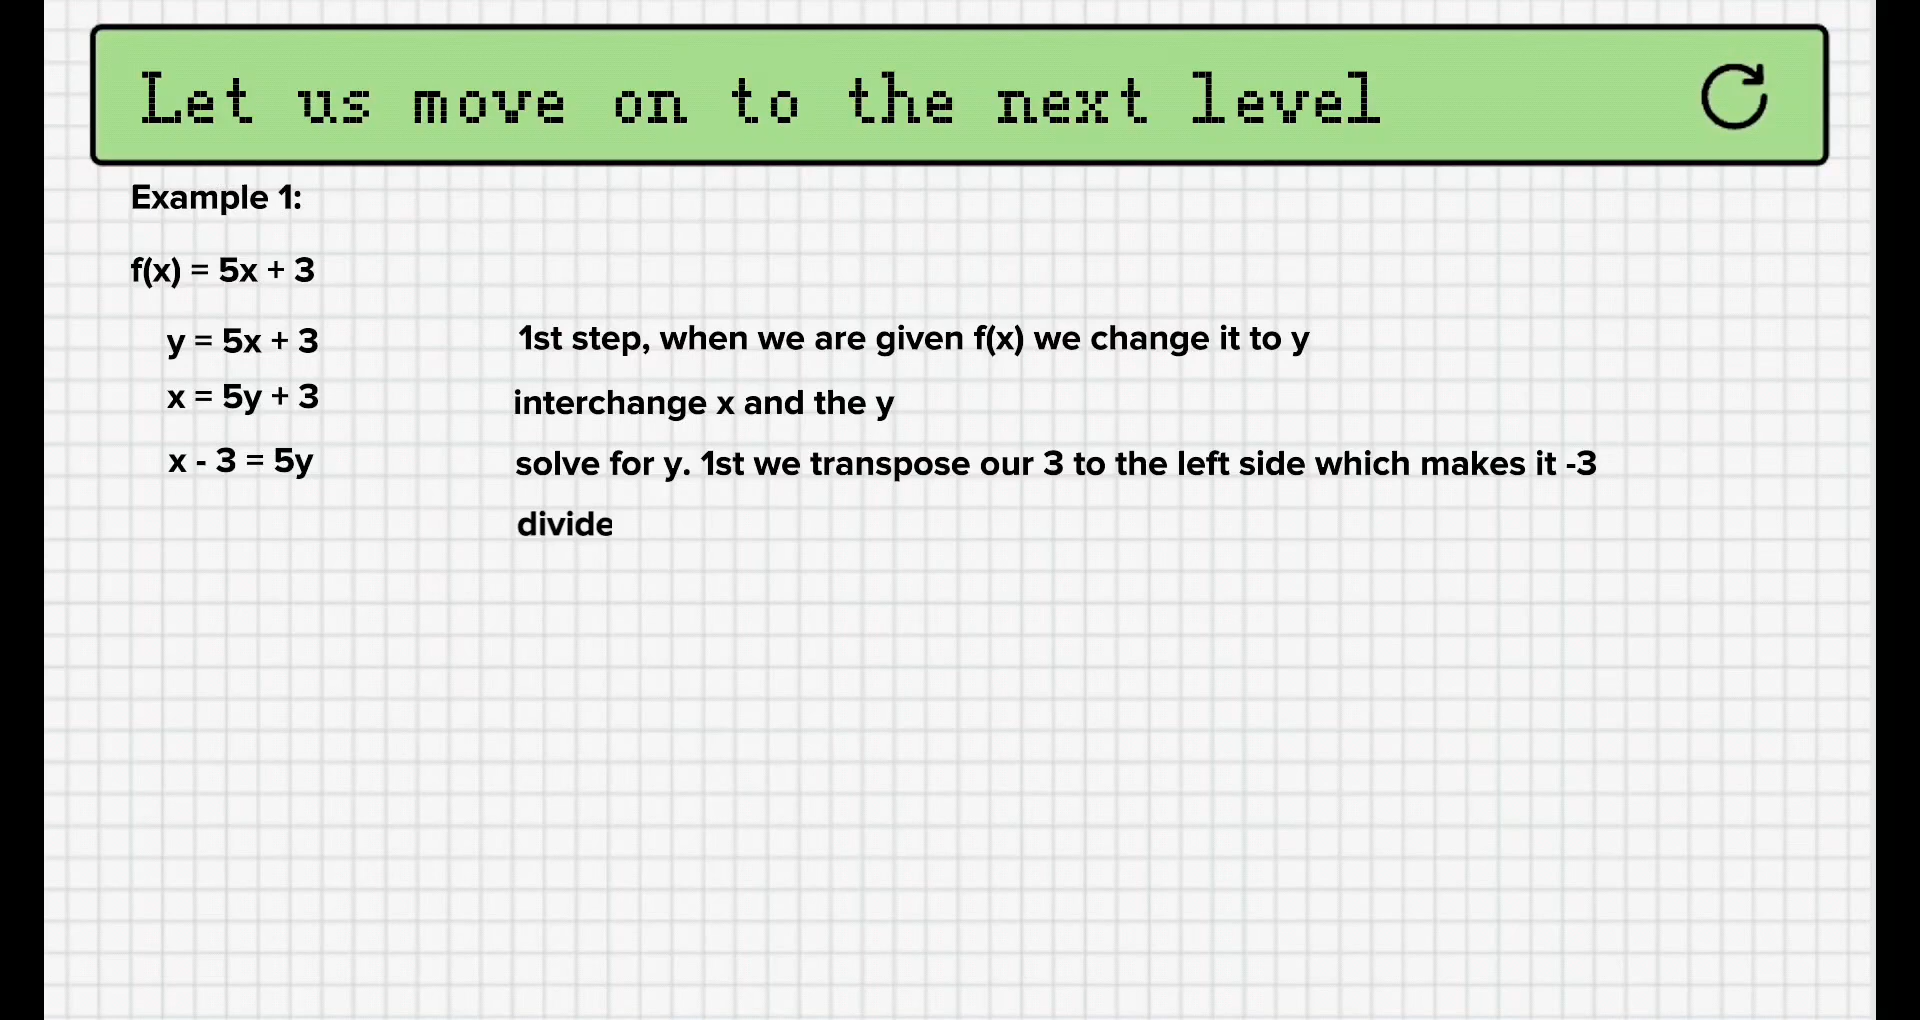 Let us move on to the next level
Example 1:
f(x) = 5x + 3
y = 5x + 3
1st step, when we are given f(x) we change it to y
x = 5y + 3
interchange x and the y
x - 3 = 5y
solve for y. 1st we transpose our 3 to the left side which makes it -3
divide